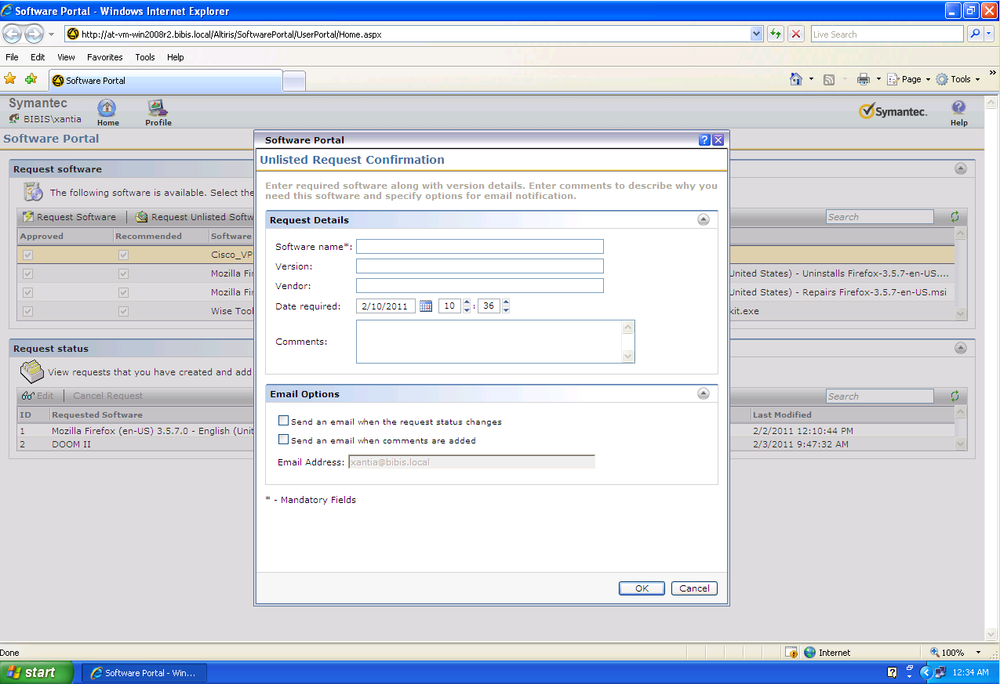 Software Portal - Windows Internet Explorer
http://at-vm-win2008r2.bibis.local/Altiris/SoftwarePortal/UserPortal/Home.aspx
Live Search
File Edit View Favorites Tools Help
Software Portal
Page Tools »
Symantec
BIBIS\xantia
Home
Profile
Symantec.
Help
Software Portal
Request software
The following software is available. Select the
Request Software | Request Unlisted Softw
Search
Approved Recommended Software
Cisco_VP
Mozilla Fi
United States) - Uninstalls Firefox-3.5.7-en-US....
Mozilla Fi
United States) - Repairs Firefox-3.5.7-en-US.msi
Wise Tool
kit.exe
Request status
View requests that you have created and add
Edit | Cancel Request
Search
ID Requested Software Last Modified
1 Mozilla Firefox (en-US) 3.5.7.0 - English (Unit 2/2/2011 12:10:44 PM
2 DOOM II 2/3/2011 9:47:32 AM
Software Portal
?
Unlisted Request Confirmation
Enter required software along with version details. Enter comments to describe why you
need this software and specify options for email notification.
Request Details
Software name*:
Version:
Vendor:
Date required: 2/10/2011 10 : 36
Comments:
Email Options
Send an email when the request status changes
Send an email when comments are added
Email Address: xantia@bibis.local
* - Mandatory Fields
OK Cancel
Done
Internet
100%
start
Software Portal - Win...
?
12:34 AM